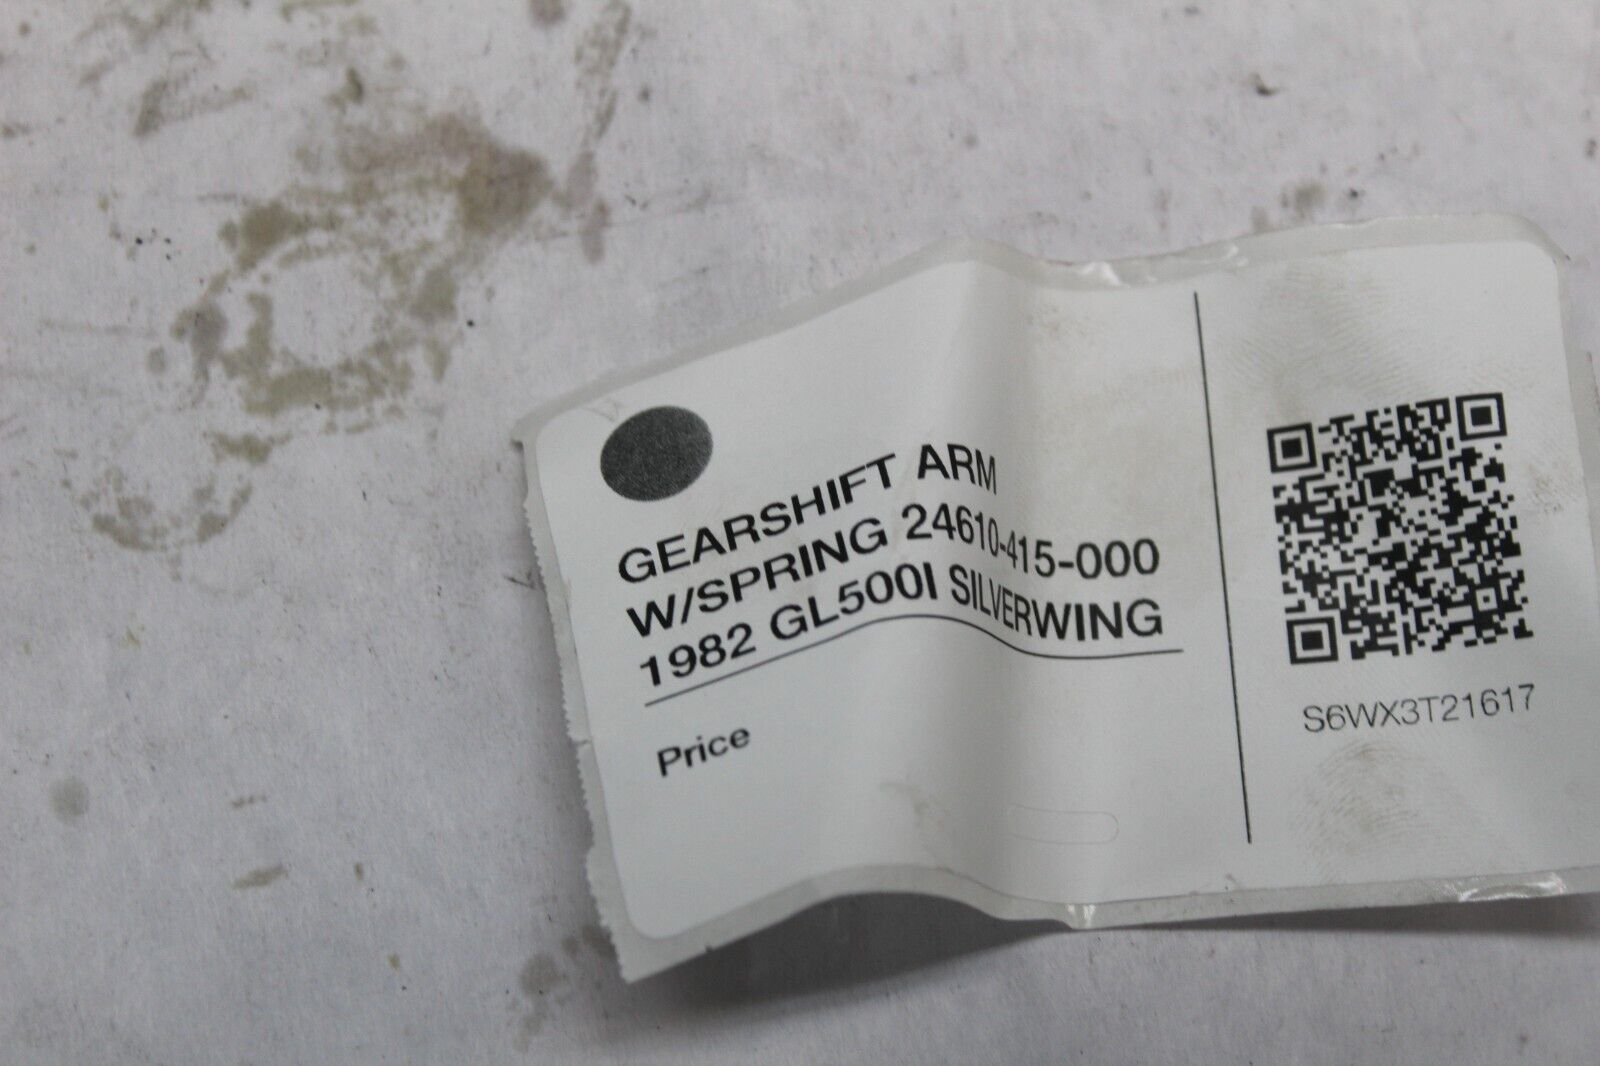 GEARSHIFT ARM
W/SPRING 24610-415-000
1982 GL500I SILVERWING
Price
S6WX3T21617